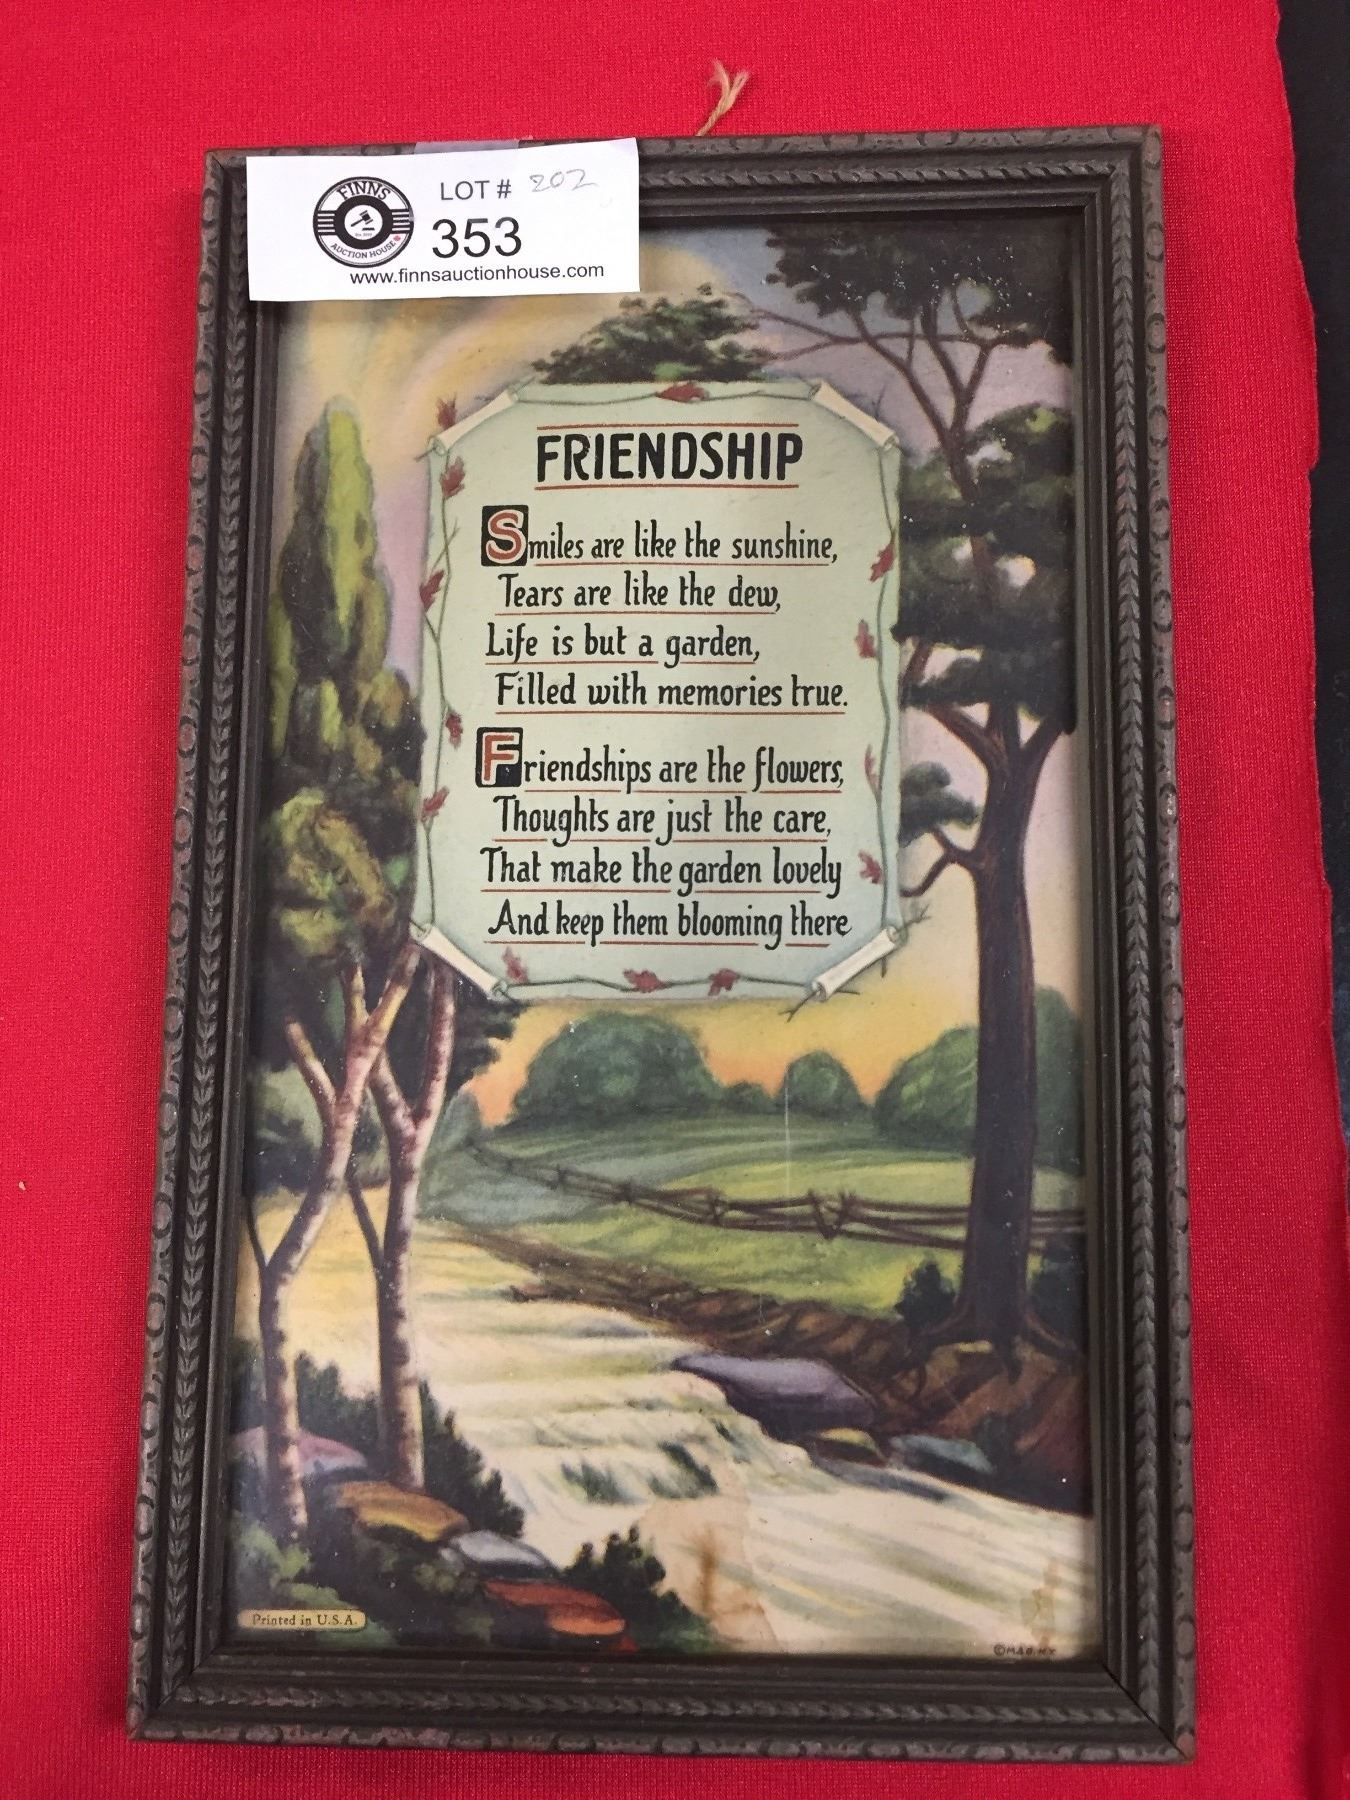 FINNS
AUCTION HOUSE
LOT # 202
353
www.finnsauctionhouse.com
FRIENDSHIP
Smiles are like the sunshine,
Tears are like the dew,
Life is but a garden,
Filled with memories true.
Friendships are the flowers,
Thoughts are just the care,
That make the garden lovely
And keep them blooming there
Printed in U.S.A.